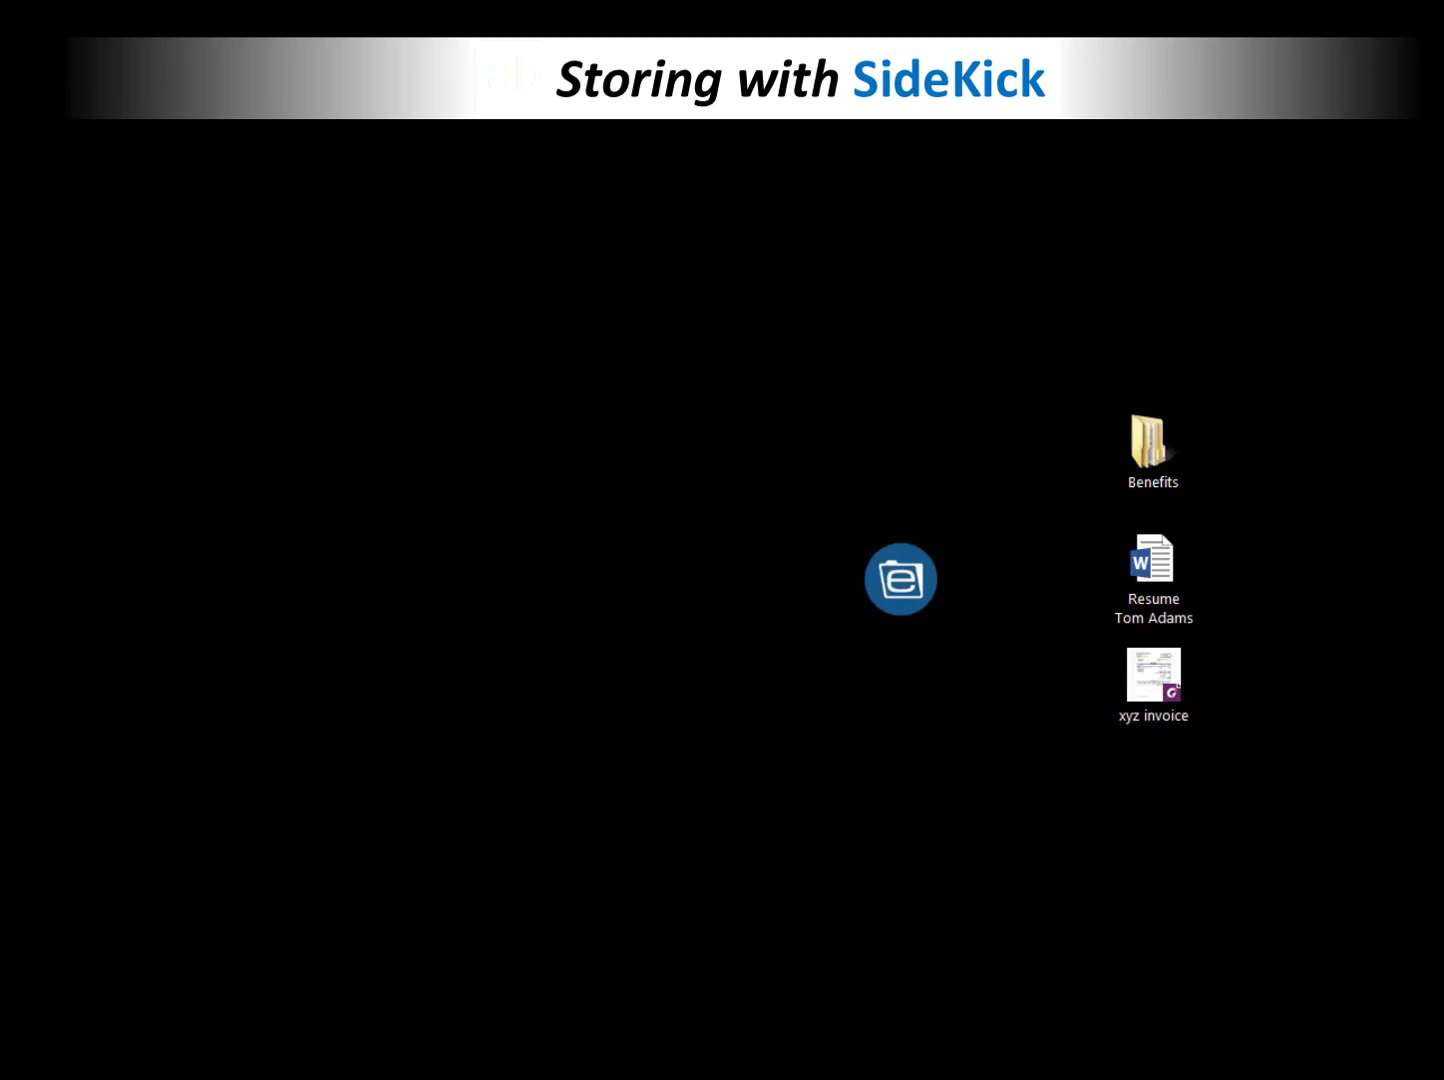 Storing with SideKick
Benefits
e
W
Resume
Tom Adams
xyz invoice